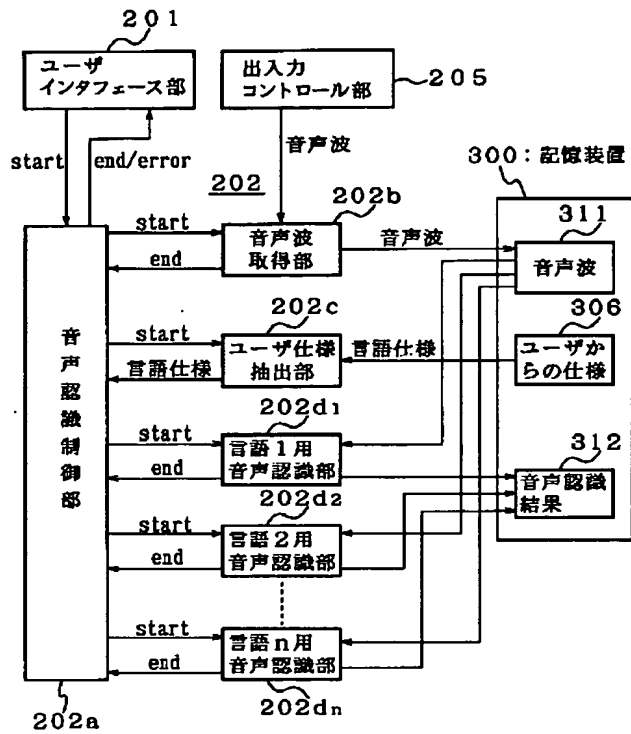 201
ユーザ
インタフェース部
出入力
コントロール部
205
start
end/error
音声波
202
300:記憶装置
202b
start
end
音声波
取得部
音声波
311
音声波
202c
start
言語仕様
ユーザ仕様
抽出部
言語仕様
306
ユーザか
らの仕様
音声認識制御部
202d1
start
end
言語1用
音声認識部
312
音声認識
結果
202d2
start
end
言語2用
音声認識部
start
end
言語n用
音声認識部
202dn
202a